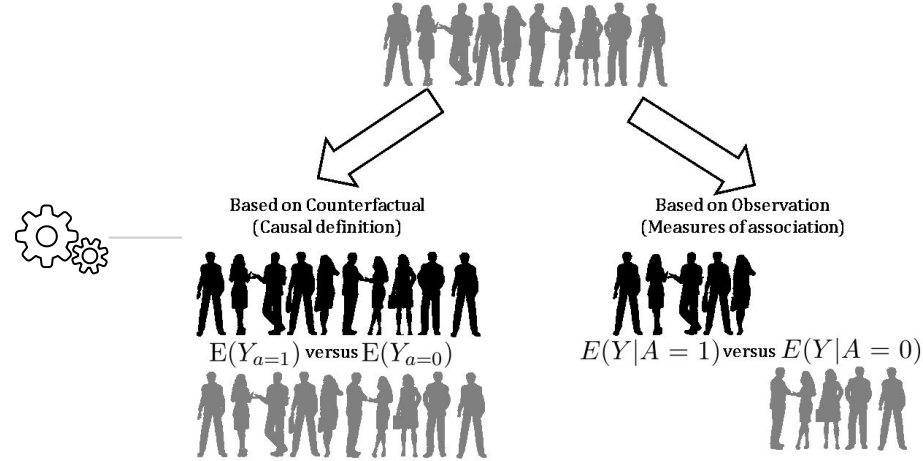 Based on Counterfactual
(Causal definition)
Based on Observation
(Measures of association)
E(Y_{a=1}) versus E(Y_{a=0})
E(Y|A = 1) versus E(Y|A = 0)